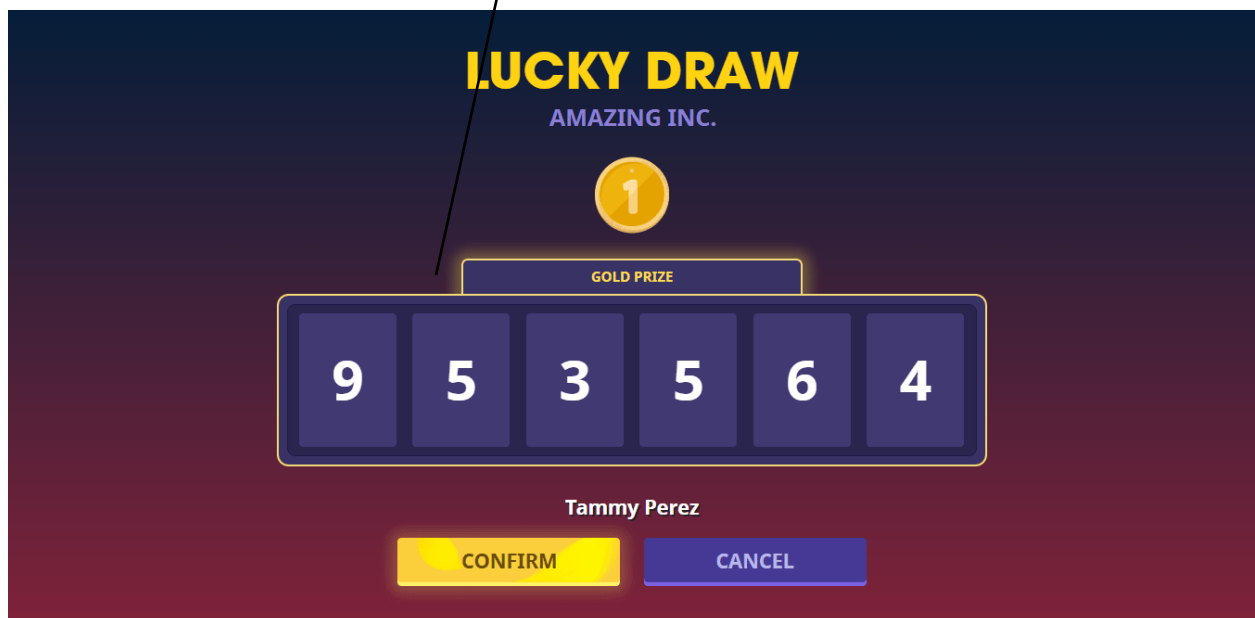 LUCKY DRAW
AMAZING INC.
1
GOLD PRIZE
9 5 3 5 6 4
Tammy Perez
CONFIRM CANCEL